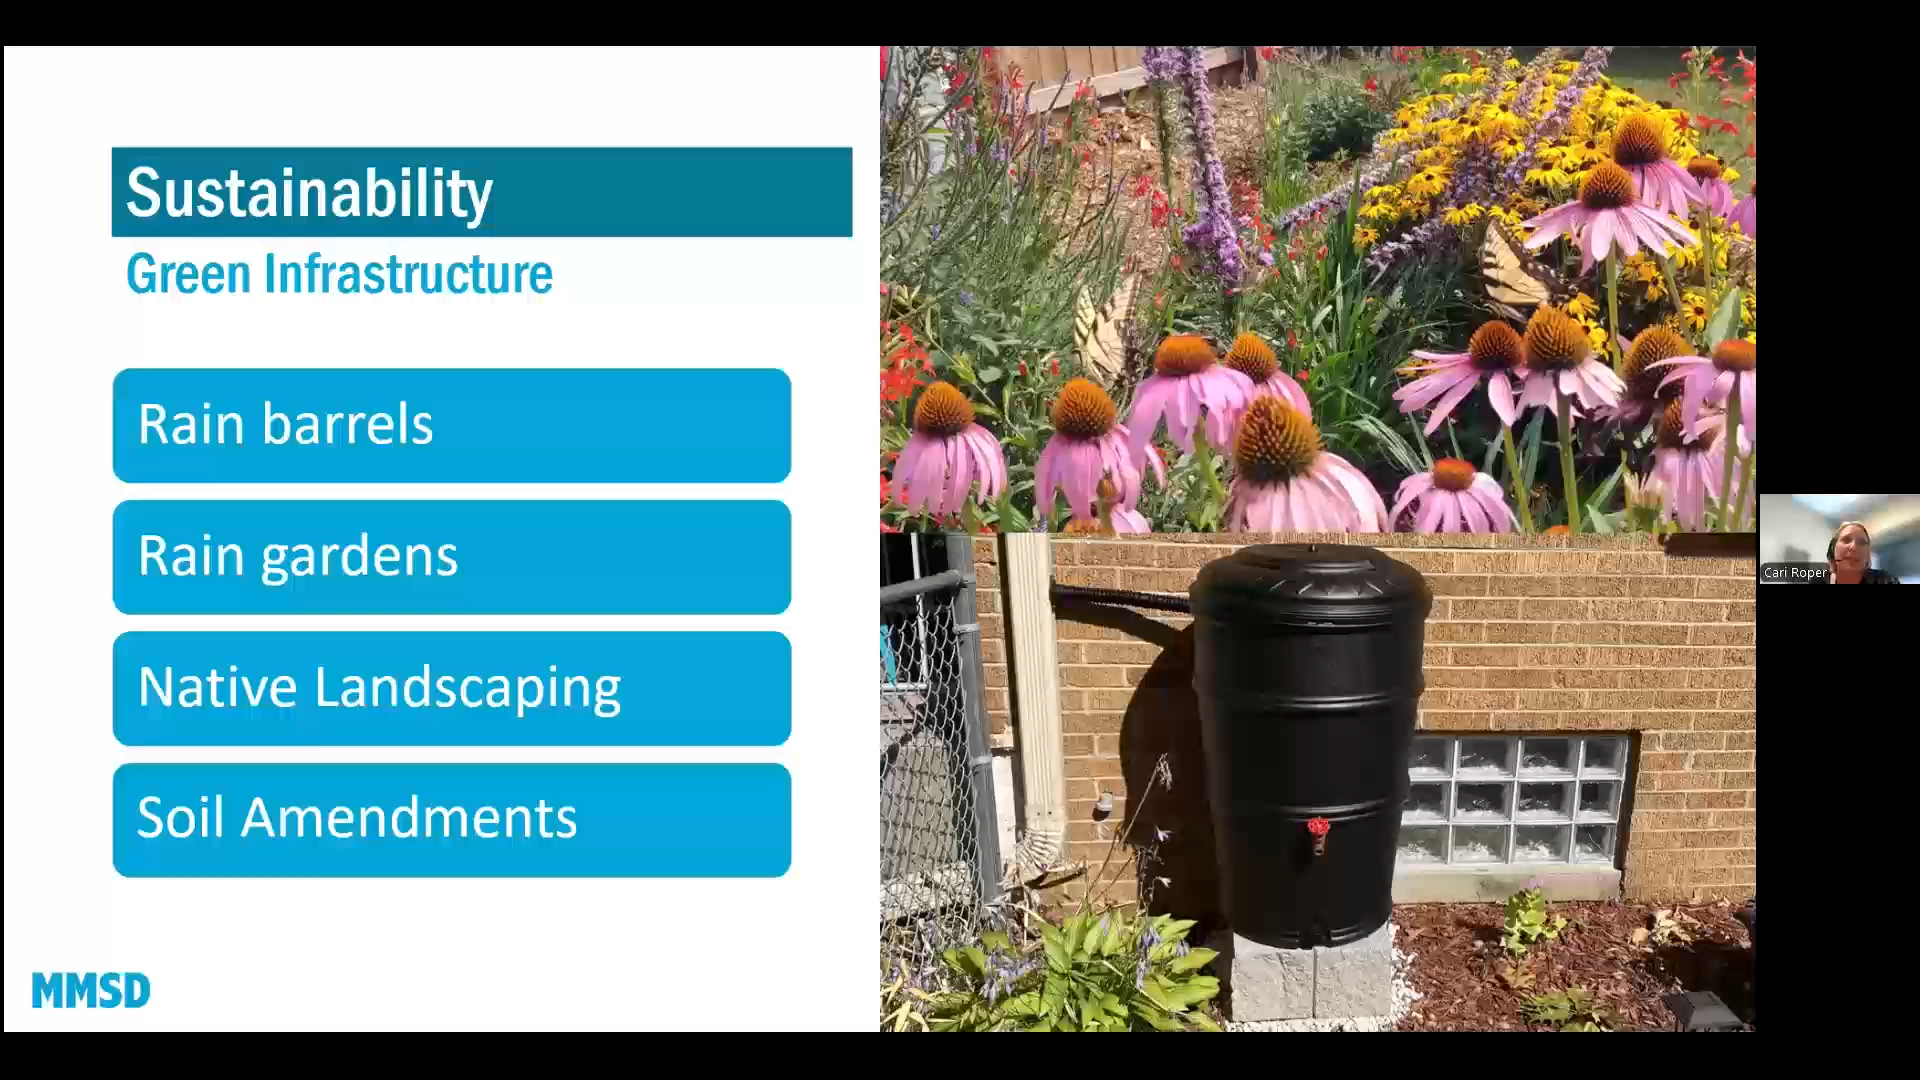 Sustainability
Green Infrastructure
Rain barrels
Rain gardens
Native Landscaping
Soil Amendments
MMSD
Cari Roper